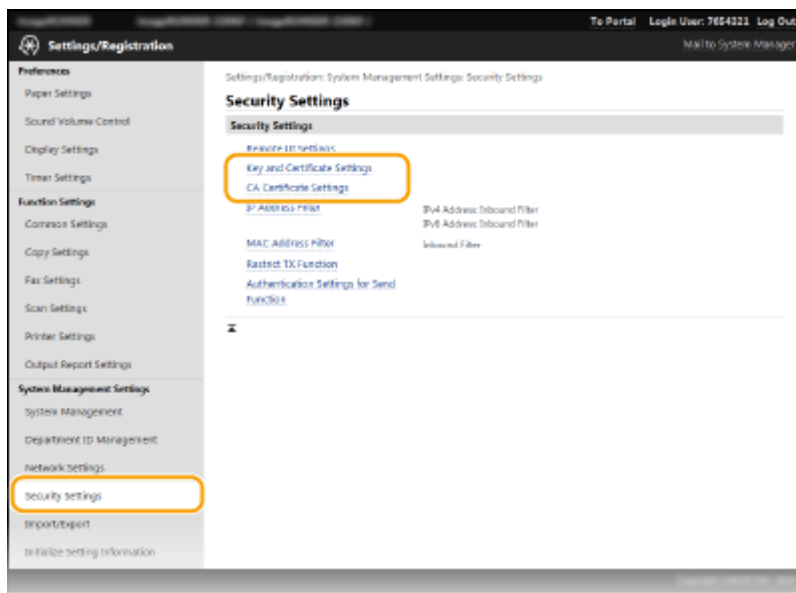 To Portal Login User: 7654321 Log Out
Settings/Registration
Mail to System Manager
Preferences
Paper Settings
Sound Volume Control
Display Settings
Timer Settings
Function Settings
Common Settings
Copy Settings
Fax Settings
Scan Settings
Printer Settings
Output Report Settings
System Management Settings
System Management
Department ID Management
Network Settings
Security Settings
Import/Export
Initialize Setting Information
Settings/Registration: System Management Settings: Security Settings
Security Settings
Security Settings
Remote UI Settings
Key and Certificate Settings
CA Certificate Settings
IP Address Filter
IPv4 Address: Inbound Filter
IPv6 Address: Inbound Filter
MAC Address Filter
Inbound Filter
Restrict TX Function
Authentication Settings for Send
Function